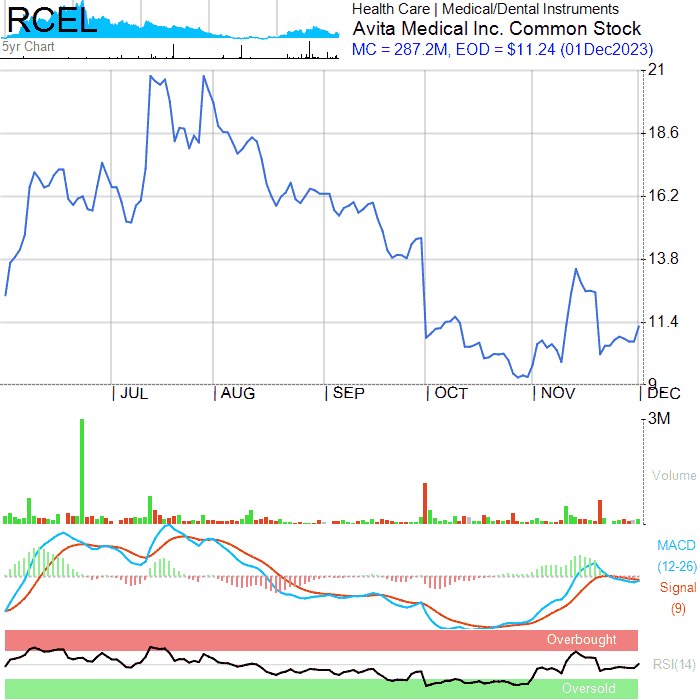 RCEL
5yr Chart
Health Care | Medical/Dental Instruments
Avita Medical Inc. Common Stock
MC = 287.2M, EOD = $11.24 (01Dec2023)
21
18.6
16.2
13.8
11.4
9
JUL AUG SEP OCT NOV DEC
3M
Volume
MACD
(12-26)
Signal
(9)
Overbought
RSI(14)
Oversold